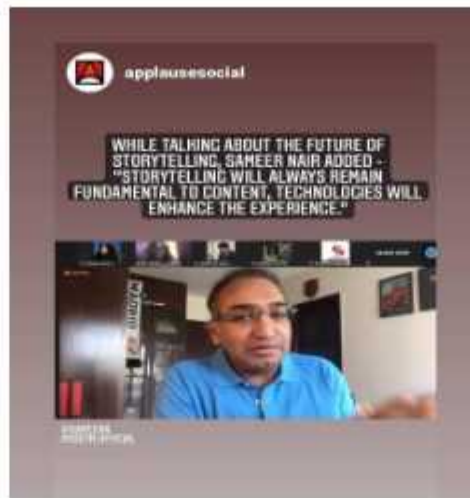 applausesocial
WHILE TALKING ABOUT THE FUTURE OF
STORYTELLING, SAMEER NAIR ADDED -
"STORYTELLING WILL ALWAYS REMAIN
FUNDAMENTAL TO CONTENT, TECHNOLOGIES WILL
ENHANCE THE EXPERIENCE."